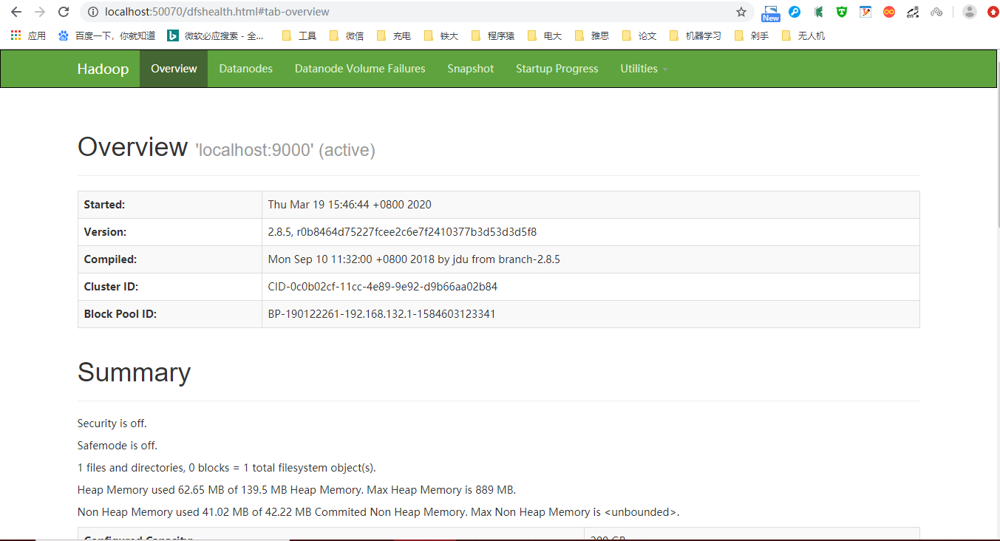 localhost:50070/dfshealth.html#tab-overview
New
应用 百度一下，你就知道 微软必应搜索 - 全... 工具 微信 充电 铁大 程序猿 电大 雅思 论文 机器学习 剁手 无人机
Hadoop Overview Datanodes Datanode Volume Failures Snapshot Startup Progress Utilities
Overview 'localhost:9000' (active)
Started: Thu Mar 19 15:46:44 +0800 2020
Version: 2.8.5, r0b8464d75227fcee2c6e7f2410377b3d53d3d5f8
Compiled: Mon Sep 10 11:32:00 +0800 2018 by jdu from branch-2.8.5
Cluster ID: CID-0c0b02cf-11cc-4e89-9e92-d9b66aa02b84
Block Pool ID: BP-190122261-192.168.132.1-1584603123341
Summary
Security is off.
Safemode is off.
1 files and directories, 0 blocks = 1 total filesystem object(s).
Heap Memory used 62.65 MB of 139.5 MB Heap Memory. Max Heap Memory is 889 MB.
Non Heap Memory used 41.02 MB of 42.22 MB Commited Non Heap Memory. Max Non Heap Memory is <unbounded>.
Configured Capacity: